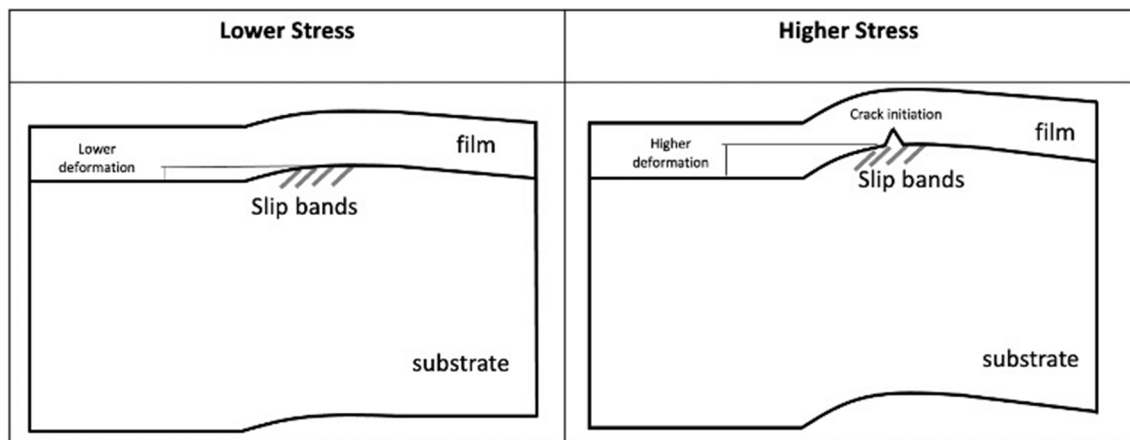 Lower Stress
Higher Stress
Lower
deformation
film
Slip bands
substrate
Crack initiation
Higher
deformation
film
Slip bands
substrate